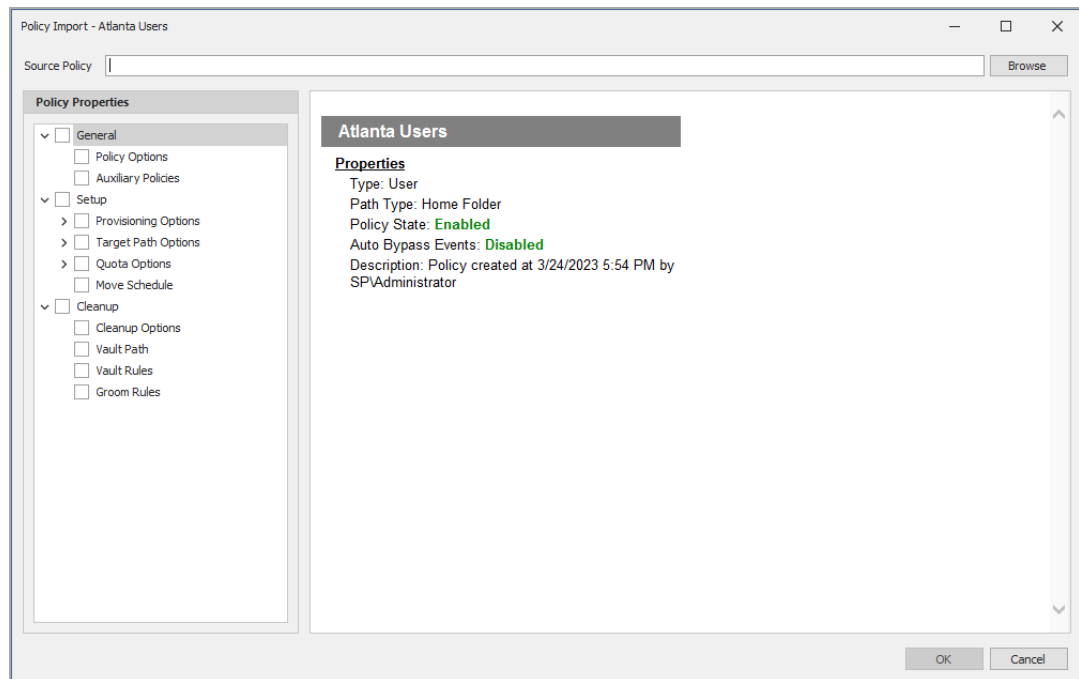 Policy Import - Atlanta Users
Source Policy
Browse
Policy Properties
General
Policy Options
Auxiliary Policies
Setup
Provisioning Options
Target Path Options
Quota Options
Move Schedule
Cleanup
Cleanup Options
Vault Path
Vault Rules
Groom Rules
Atlanta Users
Properties
Type: User
Path Type: Home Folder
Policy State: Enabled
Auto Bypass Events: Disabled
Description: Policy created at 3/24/2023 5:54 PM by
SP\Administrator
OK
Cancel